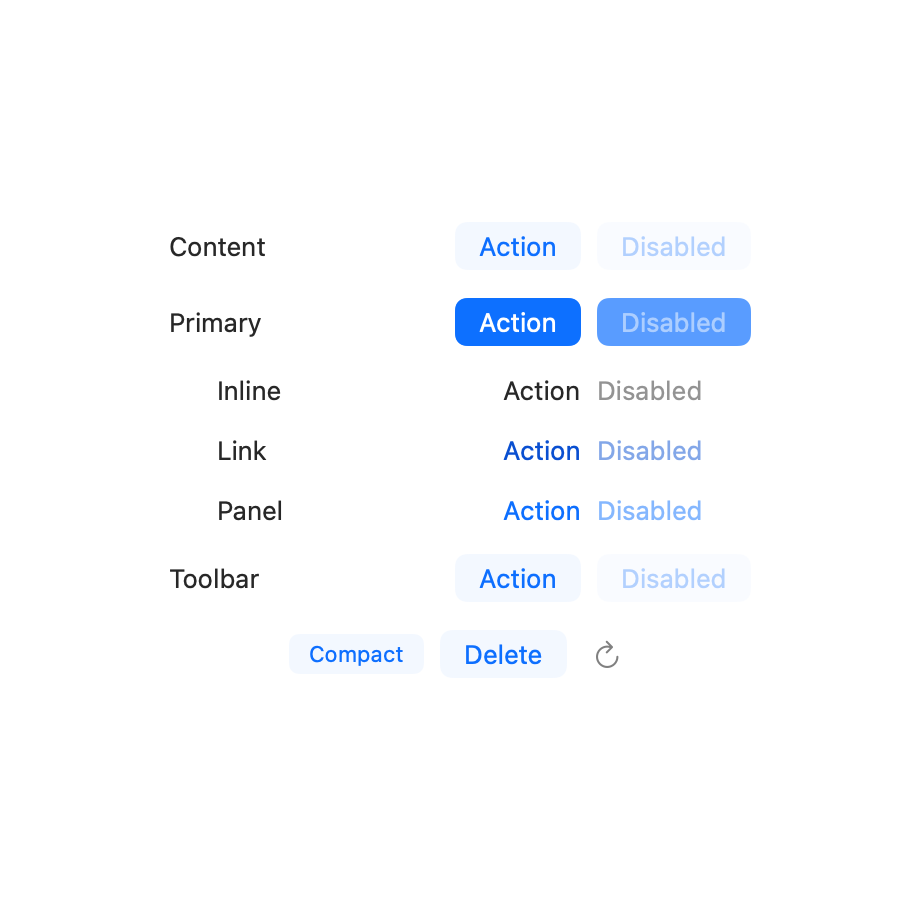 Content Action Disabled
Primary Action Disabled
Inline Action Disabled
Link Action Disabled
Panel Action Disabled
Toolbar Action Disabled
Compact Delete